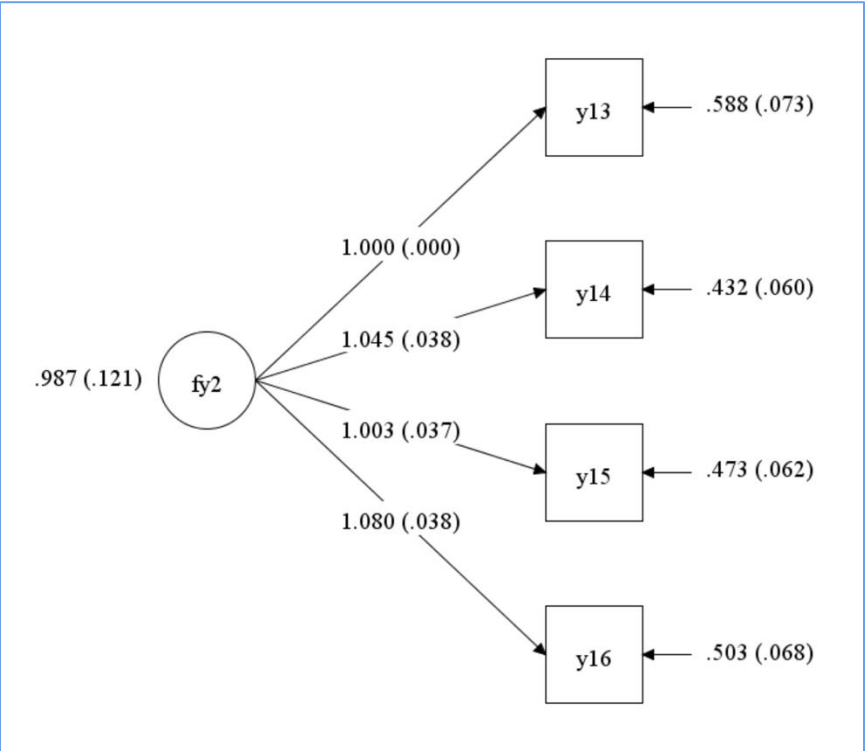 y13
.588 (.073)
1.000 (.000)
y14
.432 (.060)
1.045 (.038)
.987 (.121)
fy2
1.003 (.037)
y15
.473 (.062)
1.080 (.038)
y16
.503 (.068)